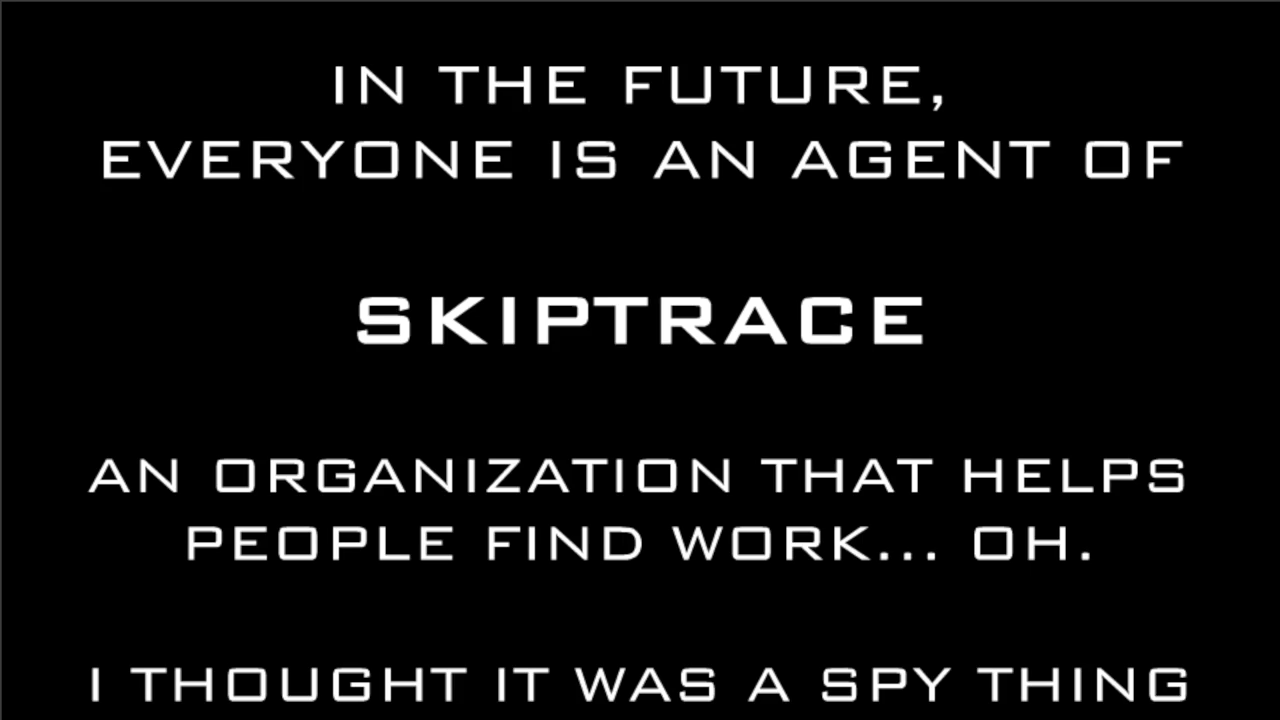 IN THE FUTURE,
EVERYONE IS AN AGENT OF
SKIPTRACE
AN ORGANIZATION THAT HELPS
PEOPLE FIND WORK... OH.
I THOUGHT IT WAS A SPY THING